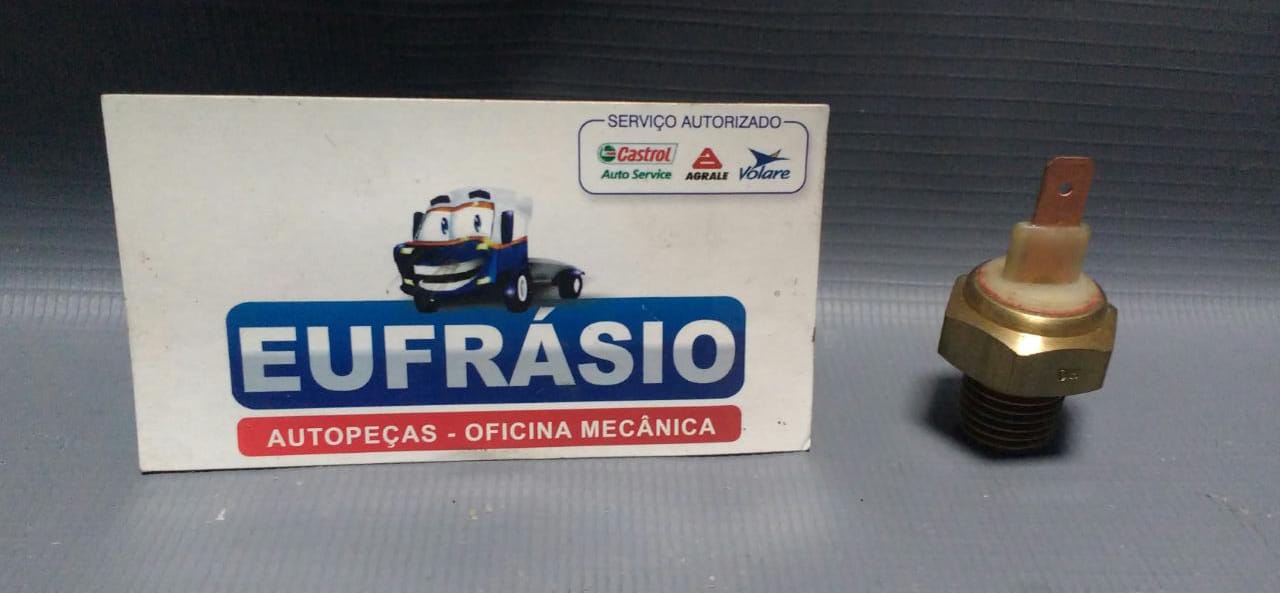 SERVIÇO AUTORIZADO
Castrol
Auto Service
AGRALE
Volare
EUFRÁSIO
AUTOPEÇAS - OFICINA MECÂNICA